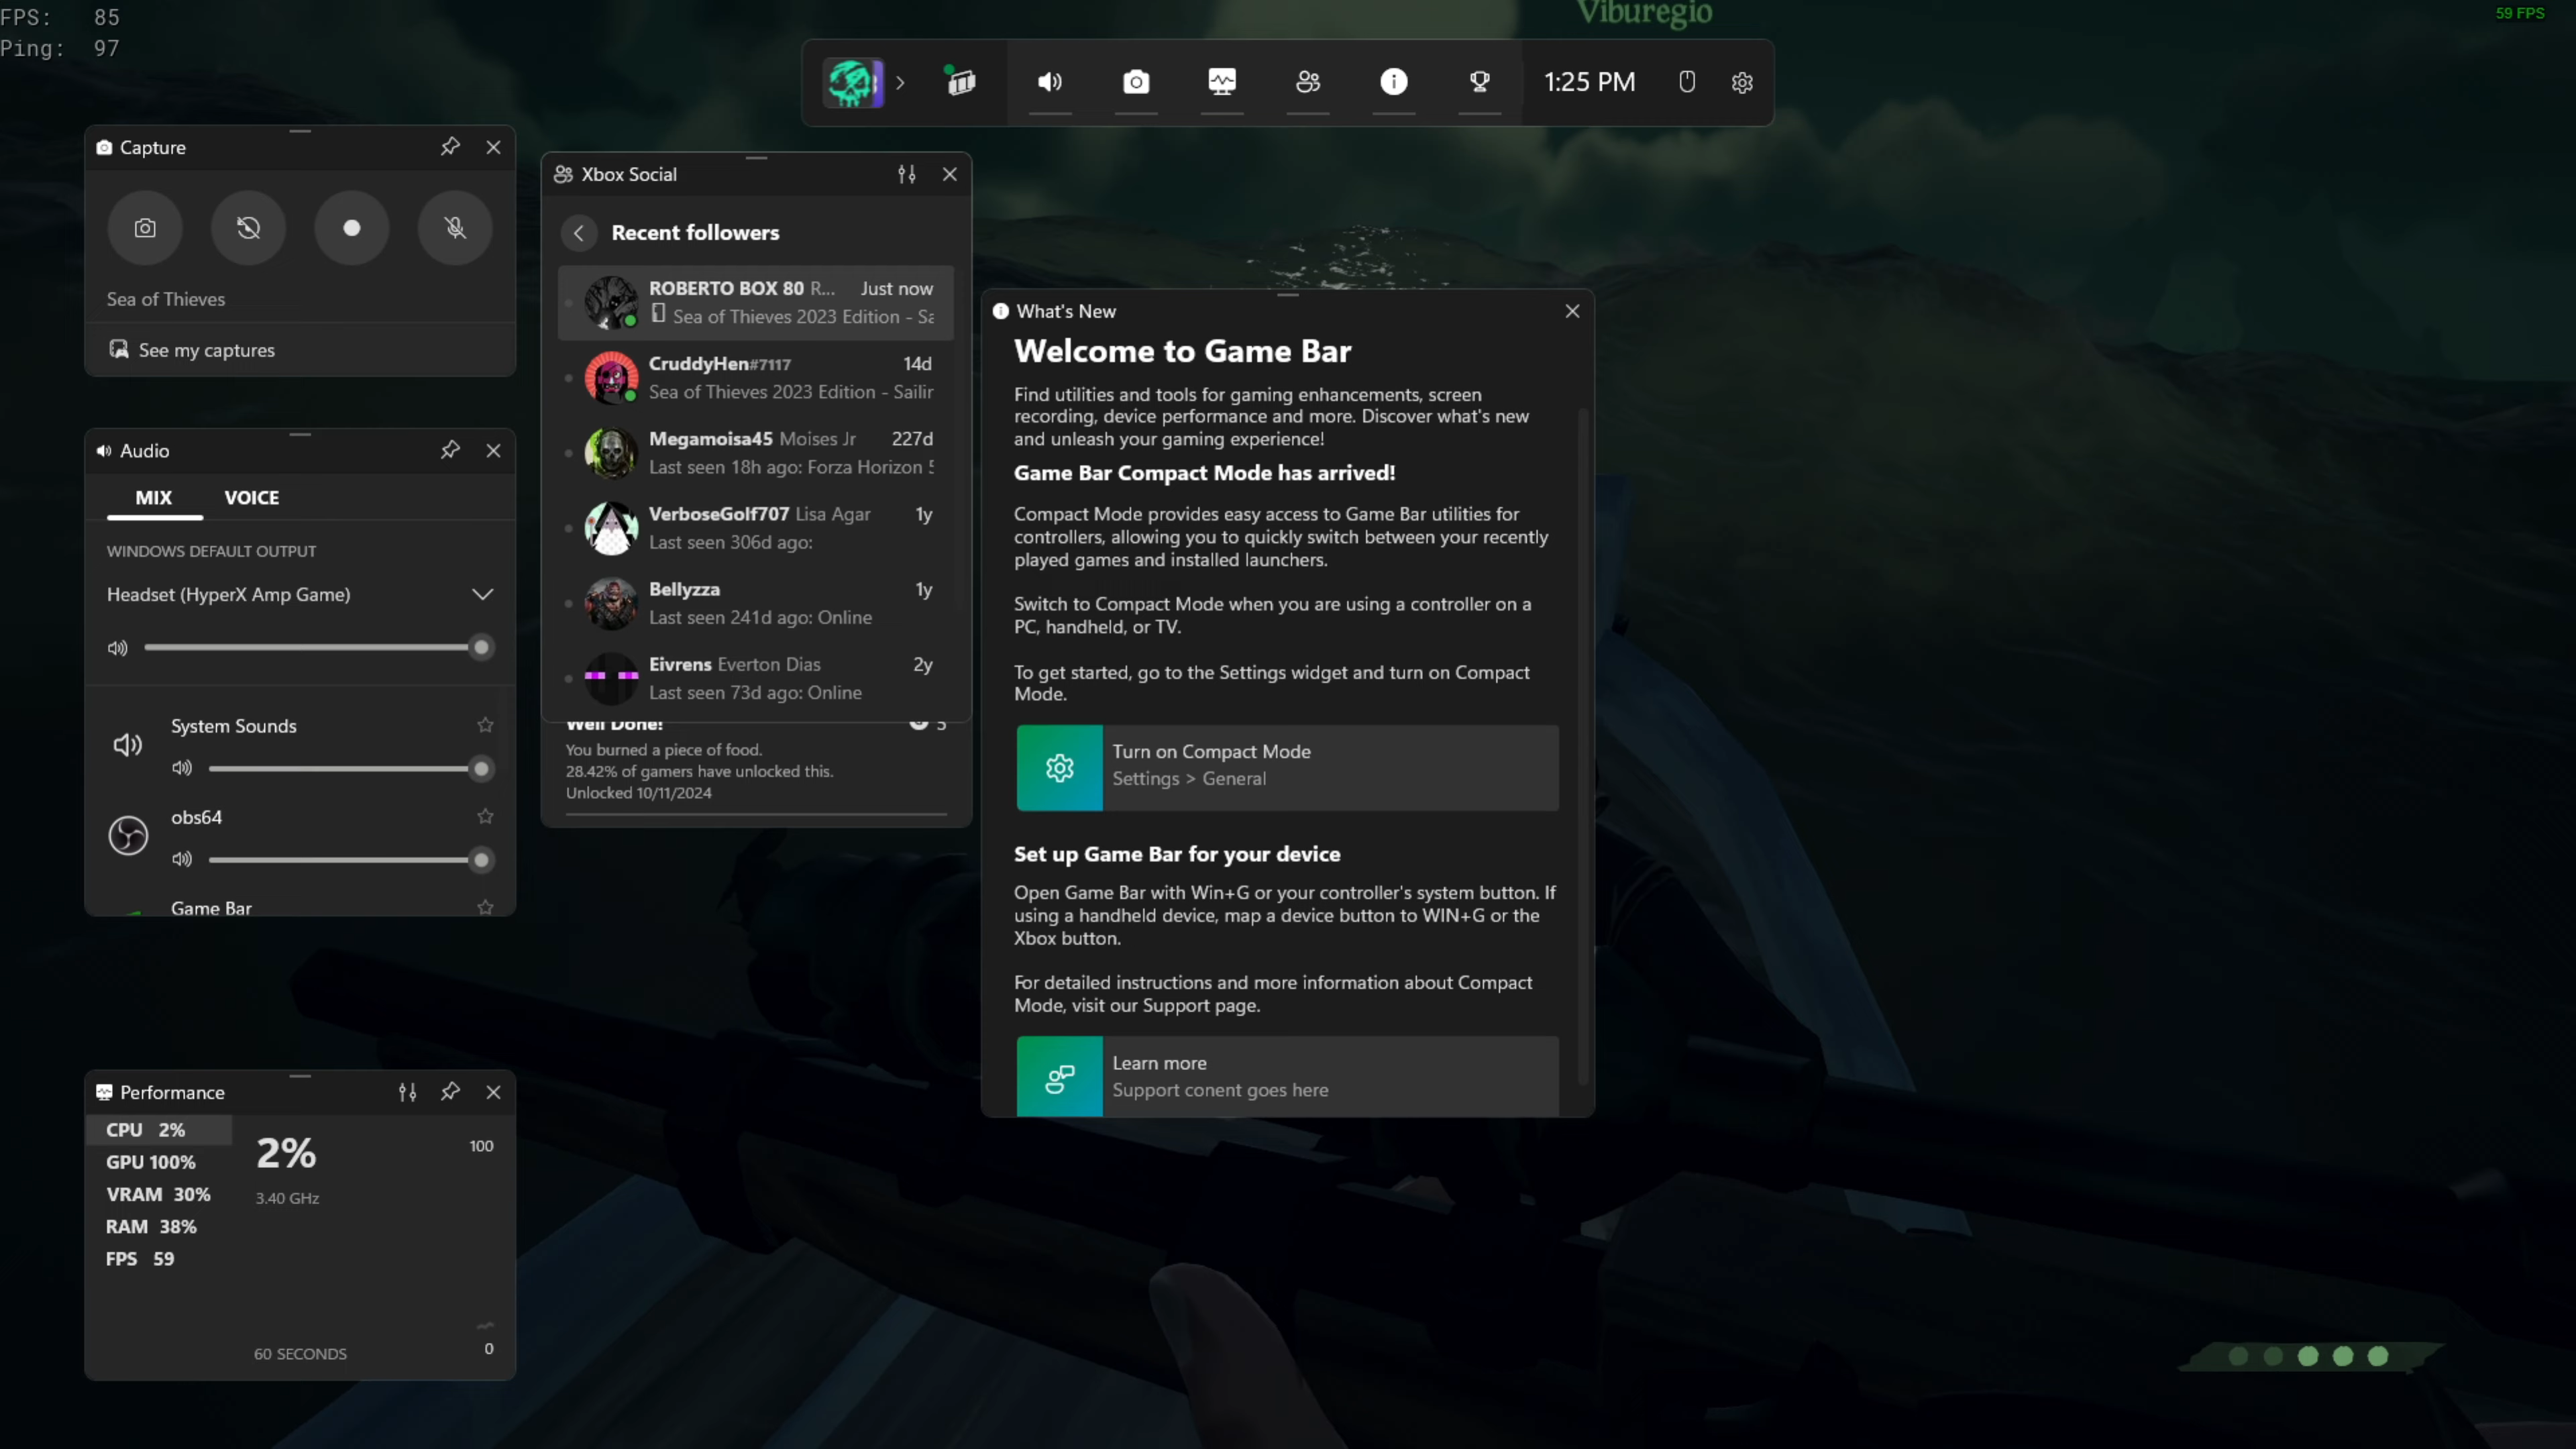 FPS: 85
Ping: 97
Viburegio
59 FPS
1:25 PM
Capture
Sea of Thieves
See my captures
Audio
MIX VOICE
WINDOWS DEFAULT OUTPUT
Headset (HyperX Amp Game)
System Sounds
obs64
Game Bar
Performance
CPU 2%
GPU 100%
VRAM 30%
RAM 38%
FPS 59
2%
3.40 GHz
100
60 SECONDS
0
Xbox Social
Recent followers
ROBERTO BOX 80 R... Just now
Sea of Thieves 2023 Edition - Sa
CruddyHen#7117 14d
Sea of Thieves 2023 Edition - Sailir
Megamoisa45 Moises Jr 227d
Last seen 18h ago: Forza Horizon 5
VerboseGolf707 Lisa Agar 1y
Last seen 306d ago:
Bellyzza 1y
Last seen 241d ago: Online
Eivrens Everton Dias 2y
Last seen 73d ago: Online
Well Done! 5
You burned a piece of food.
28.42% of gamers have unlocked this.
Unlocked 10/11/2024
What's New
Welcome to Game Bar
Find utilities and tools for gaming enhancements, screen
recording, device performance and more. Discover what's new
and unleash your gaming experience!
Game Bar Compact Mode has arrived!
Compact Mode provides easy access to Game Bar utilities for
controllers, allowing you to quickly switch between your recently
played games and installed launchers.
Switch to Compact Mode when you are using a controller on a
PC, handheld, or TV.
To get started, go to the Settings widget and turn on Compact
Mode.
Turn on Compact Mode
Settings > General
Set up Game Bar for your device
Open Game Bar with Win+G or your controller's system button. If
using a handheld device, map a device button to WIN+G or the
Xbox button.
For detailed instructions and more information about Compact
Mode, visit our Support page.
Learn more
Support conent goes here